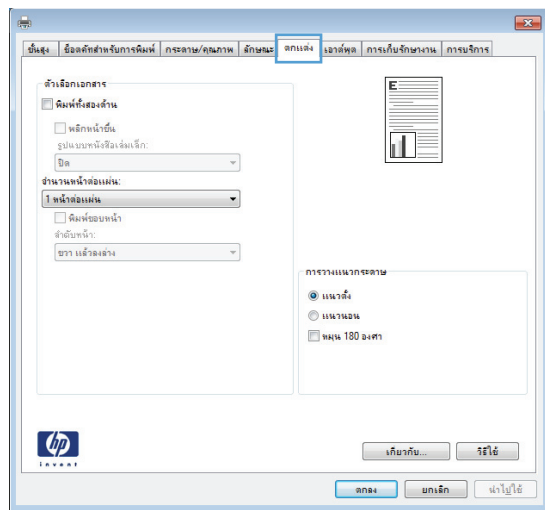 ขั้นสูง ช็อตคัทสำหรับการพิมพ์ กระดาษ/คุณภาพ ลักษณะ ตกแต่ง เอาต์พุต การเก็บรักษางาน การบริการ
ตัวเลือกเอกสาร
พิมพ์ทั้งสองด้าน
พลิกหน้าขึ้น
รูปแบบหนังสือเล่มเล็ก:
ปิด
จำนวนหน้าต่อแผ่น:
1 หน้าต่อแผ่น
พิมพ์ขอบหน้า
ลำดับหน้า:
ขวา แล้วลงล่าง
E
การวางแนวกระดาษ
แนวตั้ง
แนวนอน
หมุน 180 องศา
hp
invent
เกี่ยวกับ... วิธีใช้
ตกลง ยกเลิก นำไปใช้